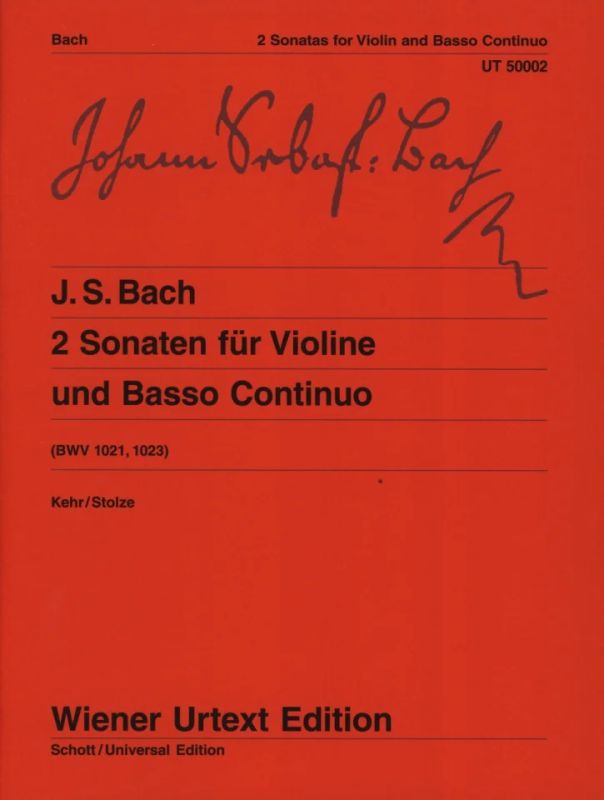 Bach 2 Sonatas for Violin and Basso Continuo
UT 50002
Johann Sebast: Bach
J. S. Bach
2 Sonaten für Violine
und Basso Continuo
(BWV 1021, 1023)
Kehr/Stolze
Wiener Urtext Edition
Schott/Universal Edition